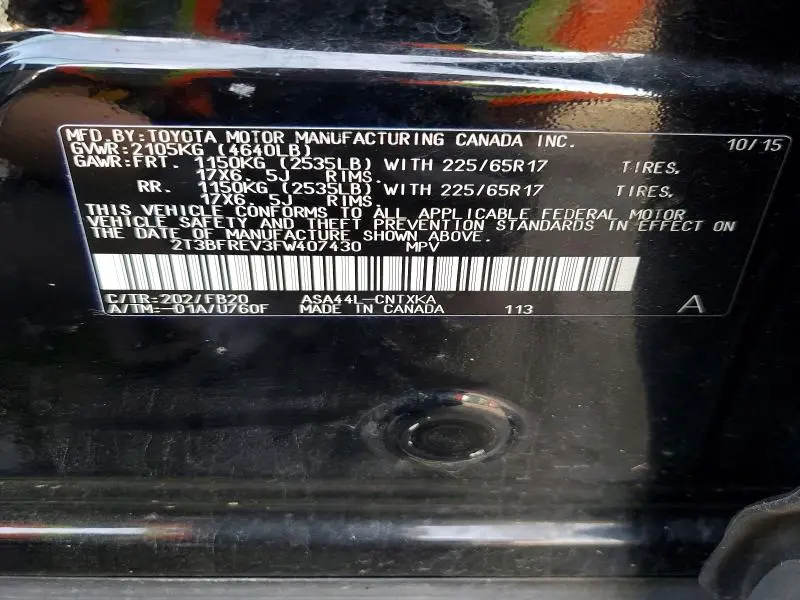 MFD. BY: TOYOTA MOTOR MANUFACTURING CANADA INC. 10/15
GVWR: 2105KG (4640LB)
GAWR: FRT. 1150KG (2535LB) WITH 225/65R17 TIRES,
17X6. 5J RIMS.
RR. 1150KG (2535LB) WITH 225/65R17 TIRES,
17X6. 5J RIMS.
THIS VEHICLE CONFORMS TO ALL APPLICABLE FEDERAL MOTOR
VEHICLE SAFETY AND THEFT PREVENTION STANDARDS IN EFFECT ON
THE DATE OF MANUFACTURE SHOWN ABOVE.
2T3BFREV3FW407430 MPV
C/TR: 202/FB20 ASA44L-CNTXKA
A/TM: -01A/U760F MADE IN CANADA 113 A